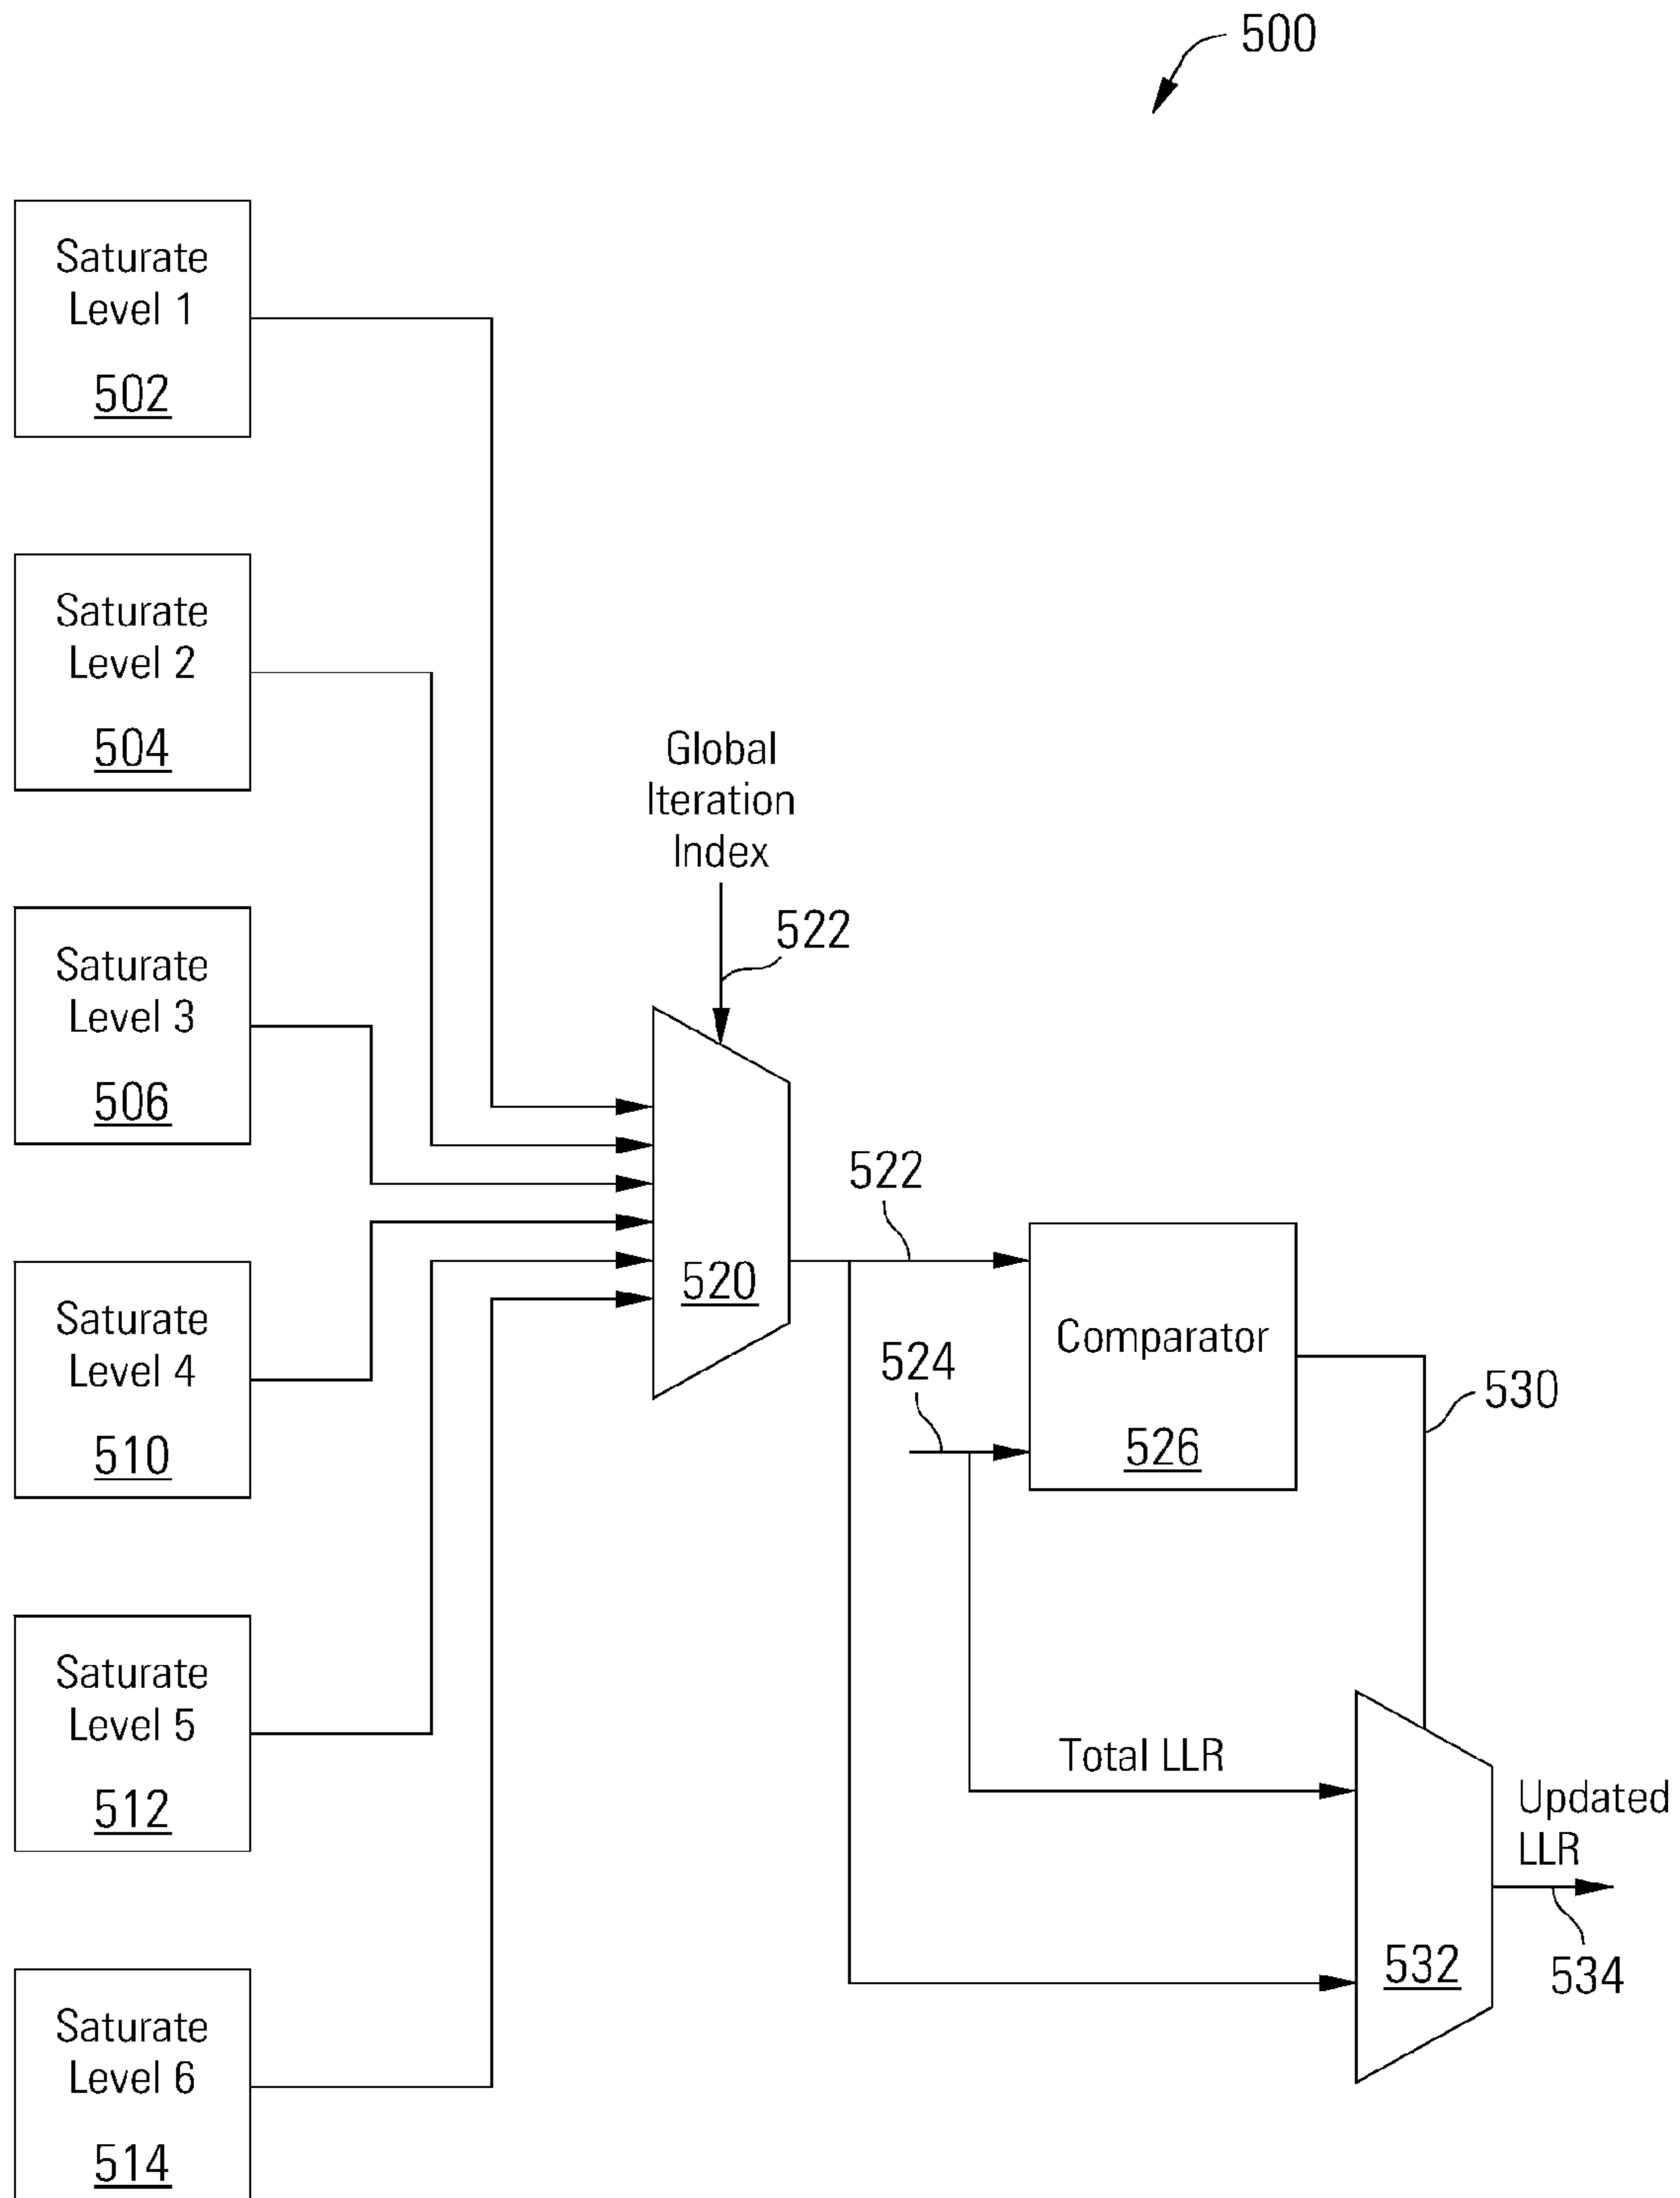 500
Saturate
Level 1
502
Saturate
Level 2
504
Global
Iteration
Index
522
Saturate
Level 3
506
520
522
Comparator
526
524
530
Saturate
Level 4
510
Saturate
Level 5
512
Total LLR
Updated
LLR
532
534
Saturate
Level 6
514